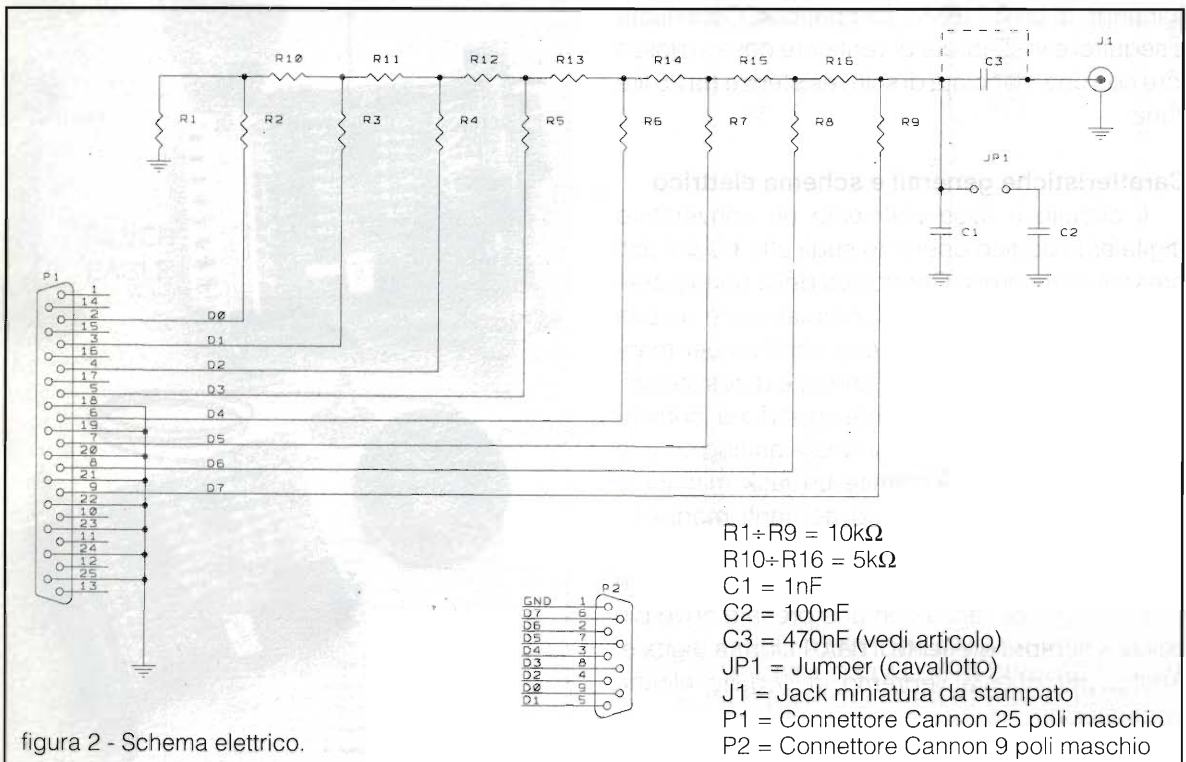 R10 R11 R12 R13 R14 R15 R16
C3
J1
R1 R2 R3 R4 R5 R6 R7 R8 R9
JP1
C1 C2
P1
1
14
2 D0
15
3 D1
16
4 D2
17
5 D3
18
6 D4
19
7 D5
20
8 D6
21
9 D7
22
10
23
11
24
12
25
13
P2
GND 1
D7 6
D6 2
D5 7
D4 3
D3 8
D2 4
D0 9
D1 5
R1÷R9 = 10kΩ
R10÷R16 = 5kΩ
C1 = 1nF
C2 = 100nF
C3 = 470nF (vedi articolo)
JP1 = Jumper (cavallotto)
J1 = Jack miniatura da stampato
P1 = Connettore Cannon 25 poli maschio
P2 = Connettore Cannon 9 poli maschio
figura 2 - Schema elettrico.